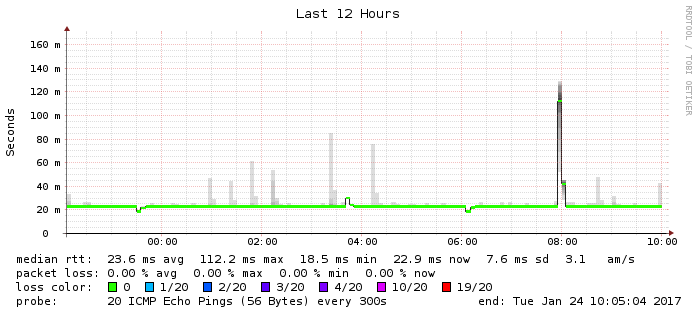 Last 12 Hours
RRDTOOL / TOBI OETIKER
Seconds
160 m
140 m
120 m
100 m
80 m
60 m
40 m
20 m
0
00:00 02:00 04:00 06:00 08:00 10:00
median rtt: 23.6 ms avg 112.2 ms max 18.5 ms min 22.9 ms now 7.6 ms sd 3.1 am/s
packet loss: 0.00 % avg 0.00 % max 0.00 % min 0.00 % now
loss color: 0 1/20 2/20 3/20 4/20 10/20 19/20
probe: 20 ICMP Echo Pings (56 Bytes) every 300s end: Tue Jan 24 10:05:04 2017